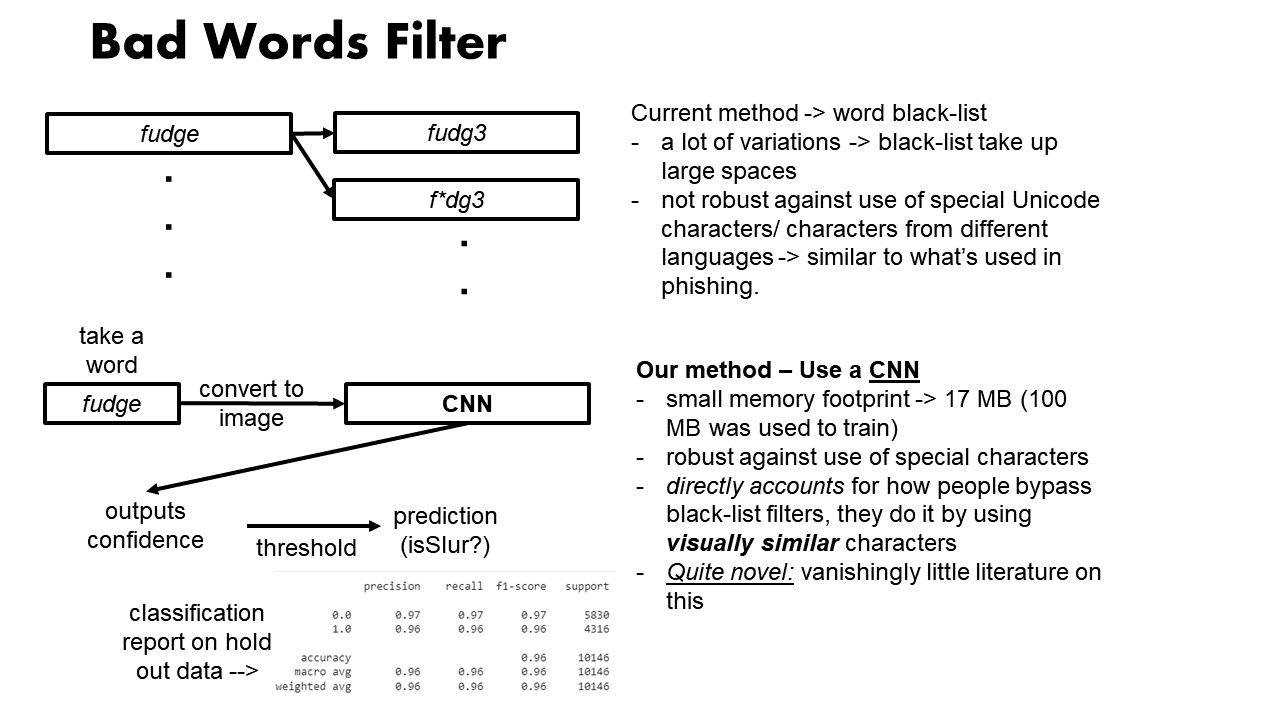 Bad Words Filter
fudge
fudg3
f*dg3
Current method -> word black-list
- a lot of variations -> black-list take up
large spaces
- not robust against use of special Unicode
characters/ characters from different
languages -> similar to what's used in
phishing.
take a
word
fudge
convert to
image
CNN
outputs
confidence
threshold
prediction
(isSlur?)
classification
report on hold
out data -->
precision recall f1-score support
0.0 0.97 0.97 0.97 5830
1.0 0.96 0.96 0.96 4316
accuracy 0.96 10146
macro avg 0.96 0.96 0.96 10146
weighted avg 0.96 0.96 0.96 10146
Our method – Use a CNN
- small memory footprint -> 17 MB (100
MB was used to train)
- robust against use of special characters
- directly accounts for how people bypass
black-list filters, they do it by using
visually similar characters
- Quite novel: vanishingly little literature on
this